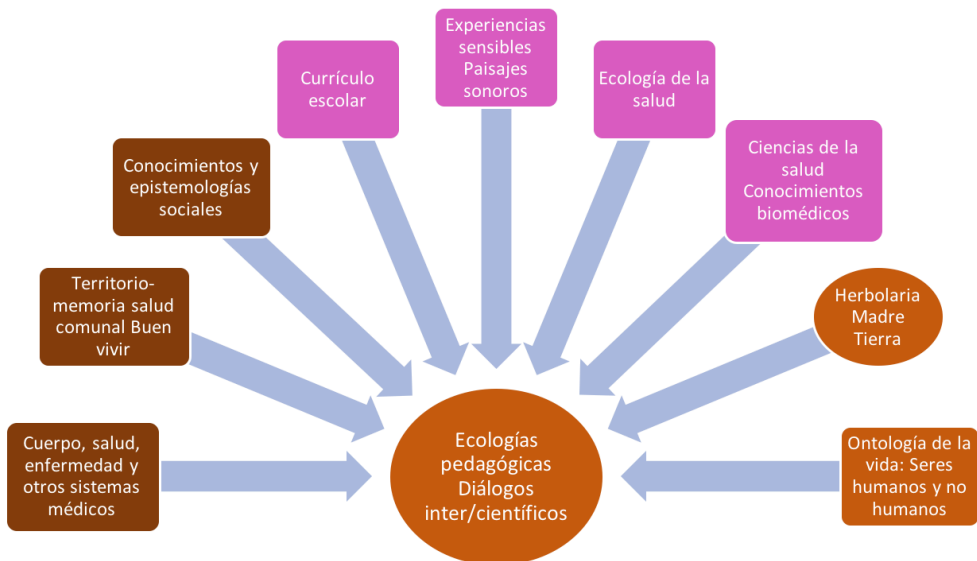 Experiencias
sensibles
Paisajes
sonoros
Currículo
escolar
Ecología de la
salud
Conocimientos y
epistemologías
sociales
Ciencias de la
salud
Conocimientos
biomédicos
Territorio-
memoria salud
comunal Buen
vivir
Herbolaria
Madre
Tierra
Cuerpo, salud,
enfermedad y
otros sistemas
médicos
Ecologías
pedagógicas
Diálogos
inter/científicos
Ontología de la
vida: Seres
humanos y no
humanos